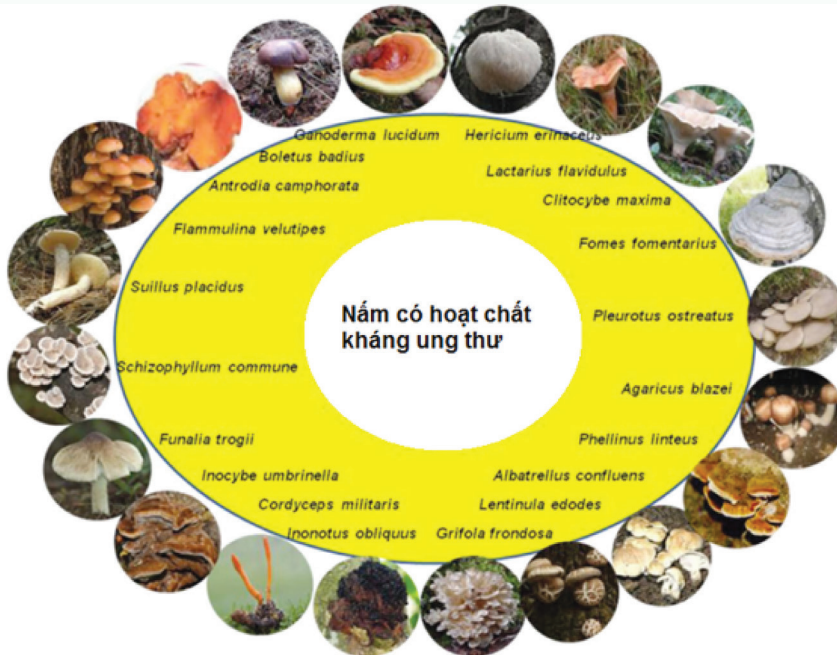 Ganoderma lucidum
Hericium erinaceus
Boletus badius
Lactarius flavidulus
Antrodia camphorata
Clitocybe maxima
Flammulina velutipes
Fomes fomentarius
Suillus placidus
Nấm có hoạt chất
kháng ung thư
Pleurotus ostreatus
Schizophyllum commune
Agaricus blazei
Funalia trogii
Phellinus linteus
Inocybe umbrinella
Albatrellus confluens
Cordyceps militaris
Lentinula edodes
Inonotus obliquus
Grifola frondosa